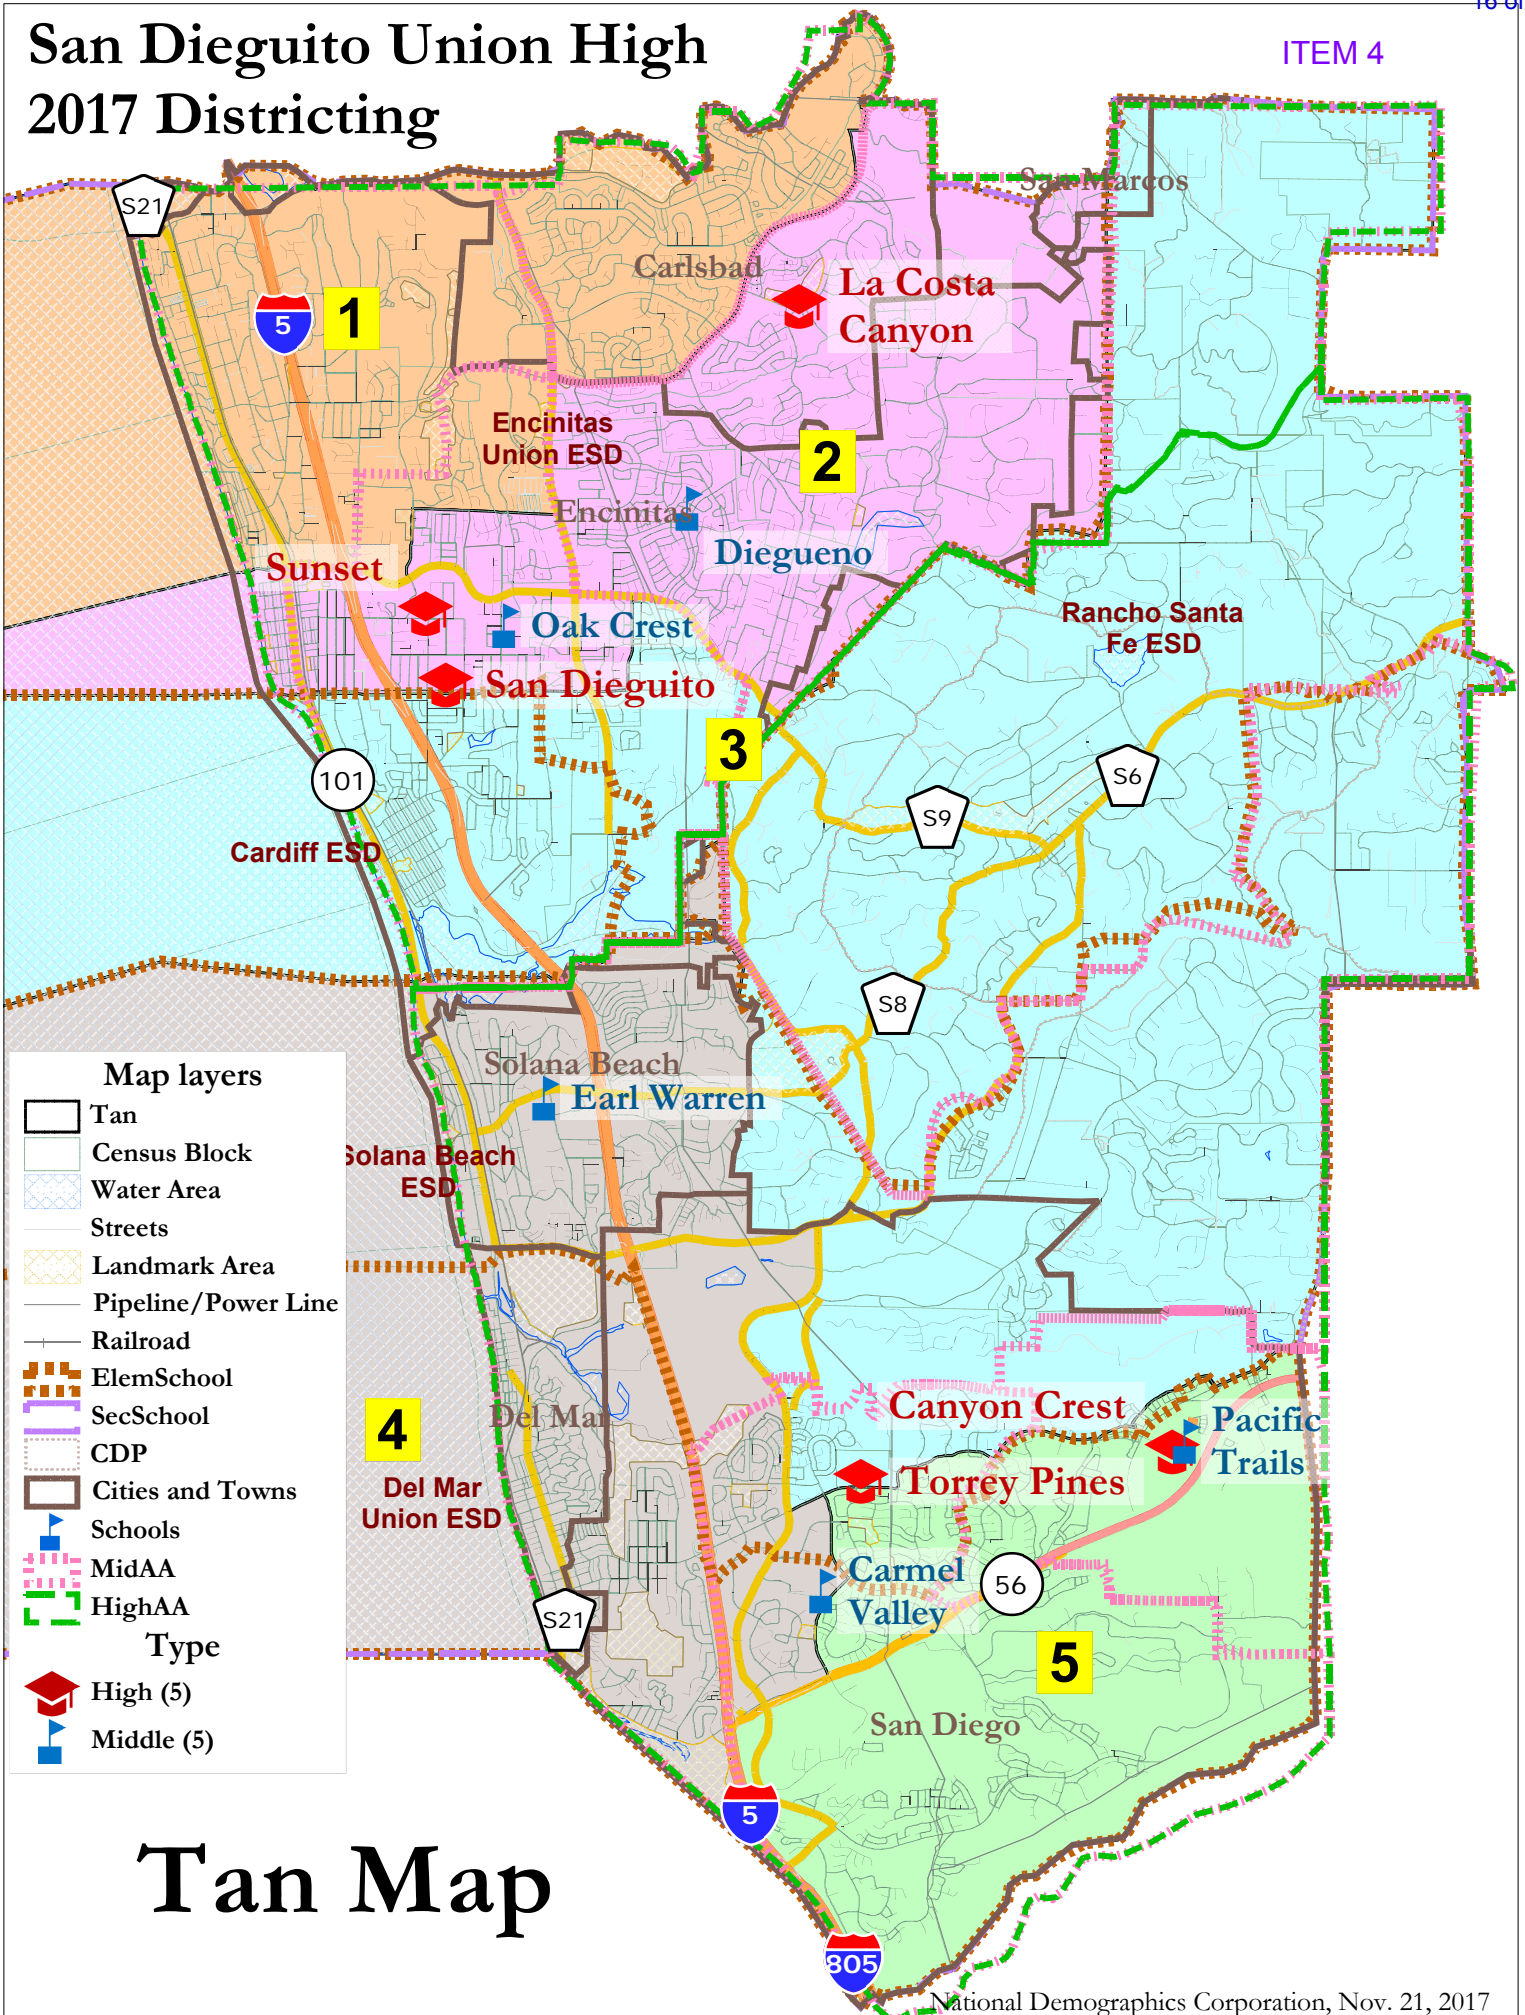 San Dieguito Union High
2017 Districting
ITEM 4
S21
5
1
Carlsbad
San Marcos
La Costa
Canyon
Encinitas
Union ESD
2
Encinitas
Diegueno
Sunset
Oak Crest
San Dieguito
Rancho Santa
Fe ESD
3
101
S9
S6
Cardiff ESD
S8
Solana Beach
Earl Warren
Solana Beach
ESD
Map layers
Tan
Census Block
Water Area
Streets
Landmark Area
Pipeline/Power Line
Railroad
ElemSchool
SecSchool
CDP
Cities and Towns
Schools
MidAA
HighAA
Type
High (5)
Middle (5)
4
Del Mar
Del Mar
Union ESD
Canyon Crest
Pacific
Trails
Torrey Pines
Carmel
Valley
56
S21
5
San Diego
5
805
Tan Map
National Demographics Corporation, Nov. 21, 2017